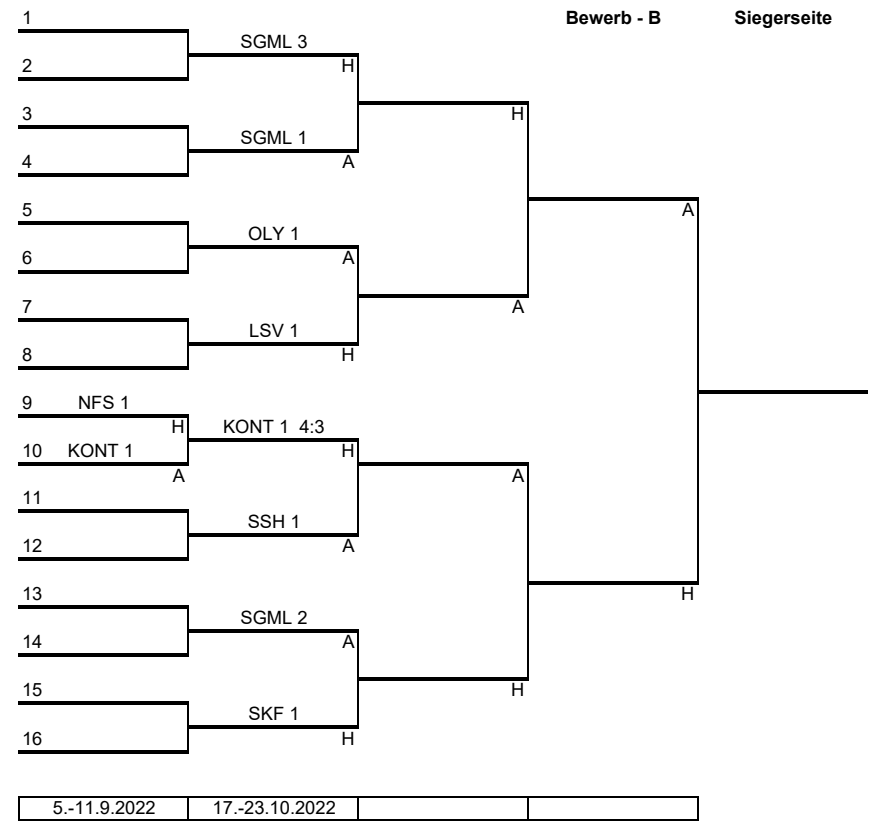 1 Bewerb - B Siegerseite
SGML 3
2 H
3 H
SGML 1
4 A
5 A
OLY 1
6 A
7 A
LSV 1
8 H
9 NFS 1
H KONT 1 4:3
10 KONT 1 H
A A
11
SSH 1
12 A
13 H
SGML 2
14 A
15 H
SKF 1
16 H
5.-11.9.2022 17.-23.10.2022